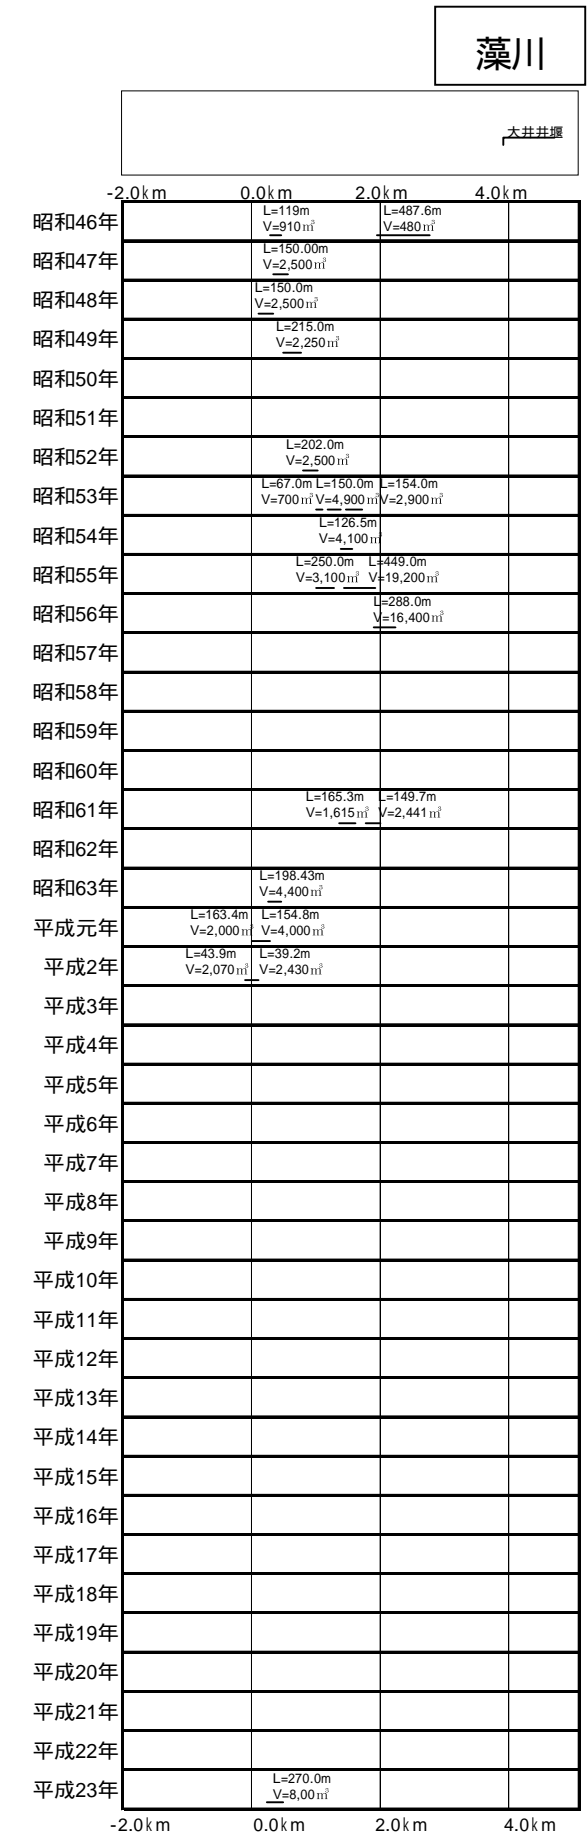 藻川
大井井堰
-2.0km 0.0km 2.0km 4.0km
昭和46年 L=119m L=487.6m
V=910㎥ V=480㎥
昭和47年 L=150.00m
V=2,500㎥
昭和48年 L=150.0m
V=2,500㎥
昭和49年 L=215.0m
V=2,250㎥
昭和50年
昭和51年
昭和52年 L=202.0m
V=2,500㎥
昭和53年 L=67.0m L=150.0m L=154.0m
V=700㎥ V=4,900㎥ V=2,900㎥
昭和54年 L=126.5m
V=4,100㎥
昭和55年 L=250.0m L=449.0m
V=3,100㎥ V=19,200㎥
昭和56年 L=288.0m
V=16,400㎥
昭和57年
昭和58年
昭和59年
昭和60年
昭和61年 L=165.3m L=149.7m
V=1,615㎥ V=2,441㎥
昭和62年
昭和63年 L=198.43m
V=4,400㎥
平成元年 L=163.4m L=154.8m
V=2,000㎥ V=4,000㎥
平成2年 L=43.9m L=39.2m
V=2,070㎥ V=2,430㎥
平成3年
平成4年
平成5年
平成6年
平成7年
平成8年
平成9年
平成10年
平成11年
平成12年
平成13年
平成14年
平成15年
平成16年
平成17年
平成18年
平成19年
平成20年
平成21年
平成22年
平成23年 L=270.0m
V=8,00㎥
-2.0km 0.0km 2.0km 4.0km